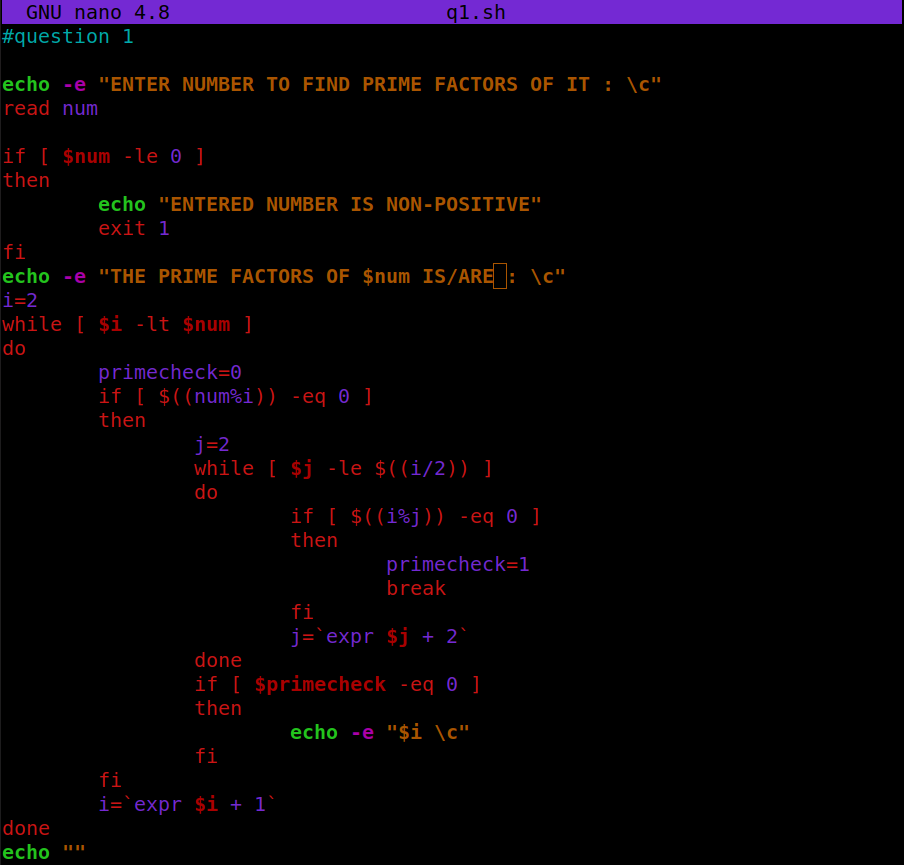 GNU nano 4.8 q1.sh
#question 1
echo -e "ENTER NUMBER TO FIND PRIME FACTORS OF IT : \c"
read num
if [ $num -le 0 ]
then
echo "ENTERED NUMBER IS NON-POSITIVE"
exit 1
fi
echo -e "THE PRIME FACTORS OF $num IS/ARE : \c"
i=2
while [ $i -lt $num ]
do
primecheck=0
if [ $((num%i)) -eq 0 ]
then
j=2
while [ $j -le $((i/2)) ]
do
if [ $((i%j)) -eq 0 ]
then
primecheck=1
break
fi
j=`expr $j + 2`
done
if [ $primecheck -eq 0 ]
then
echo -e "$i \c"
fi
fi
i=`expr $i + 1`
done
echo ""